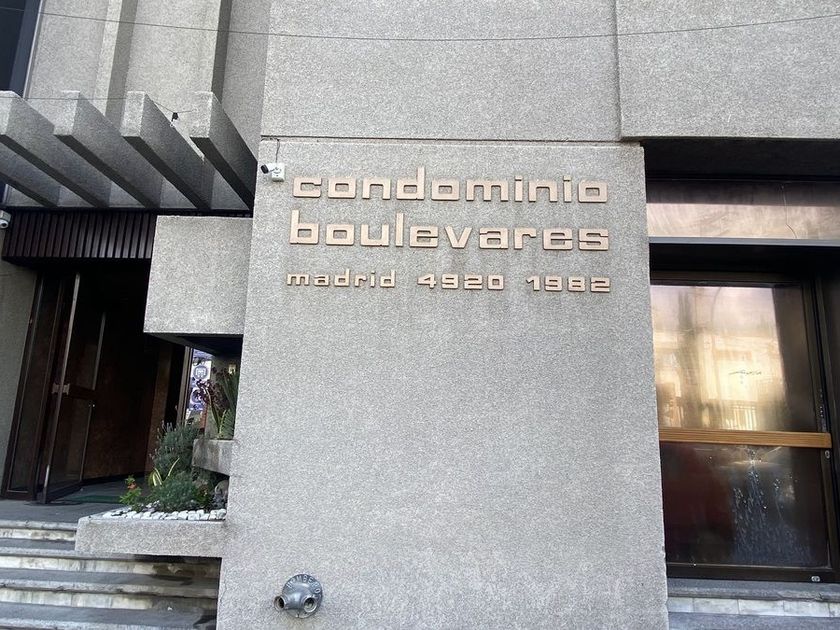 condominio
boulevares
madrid 4920 1982